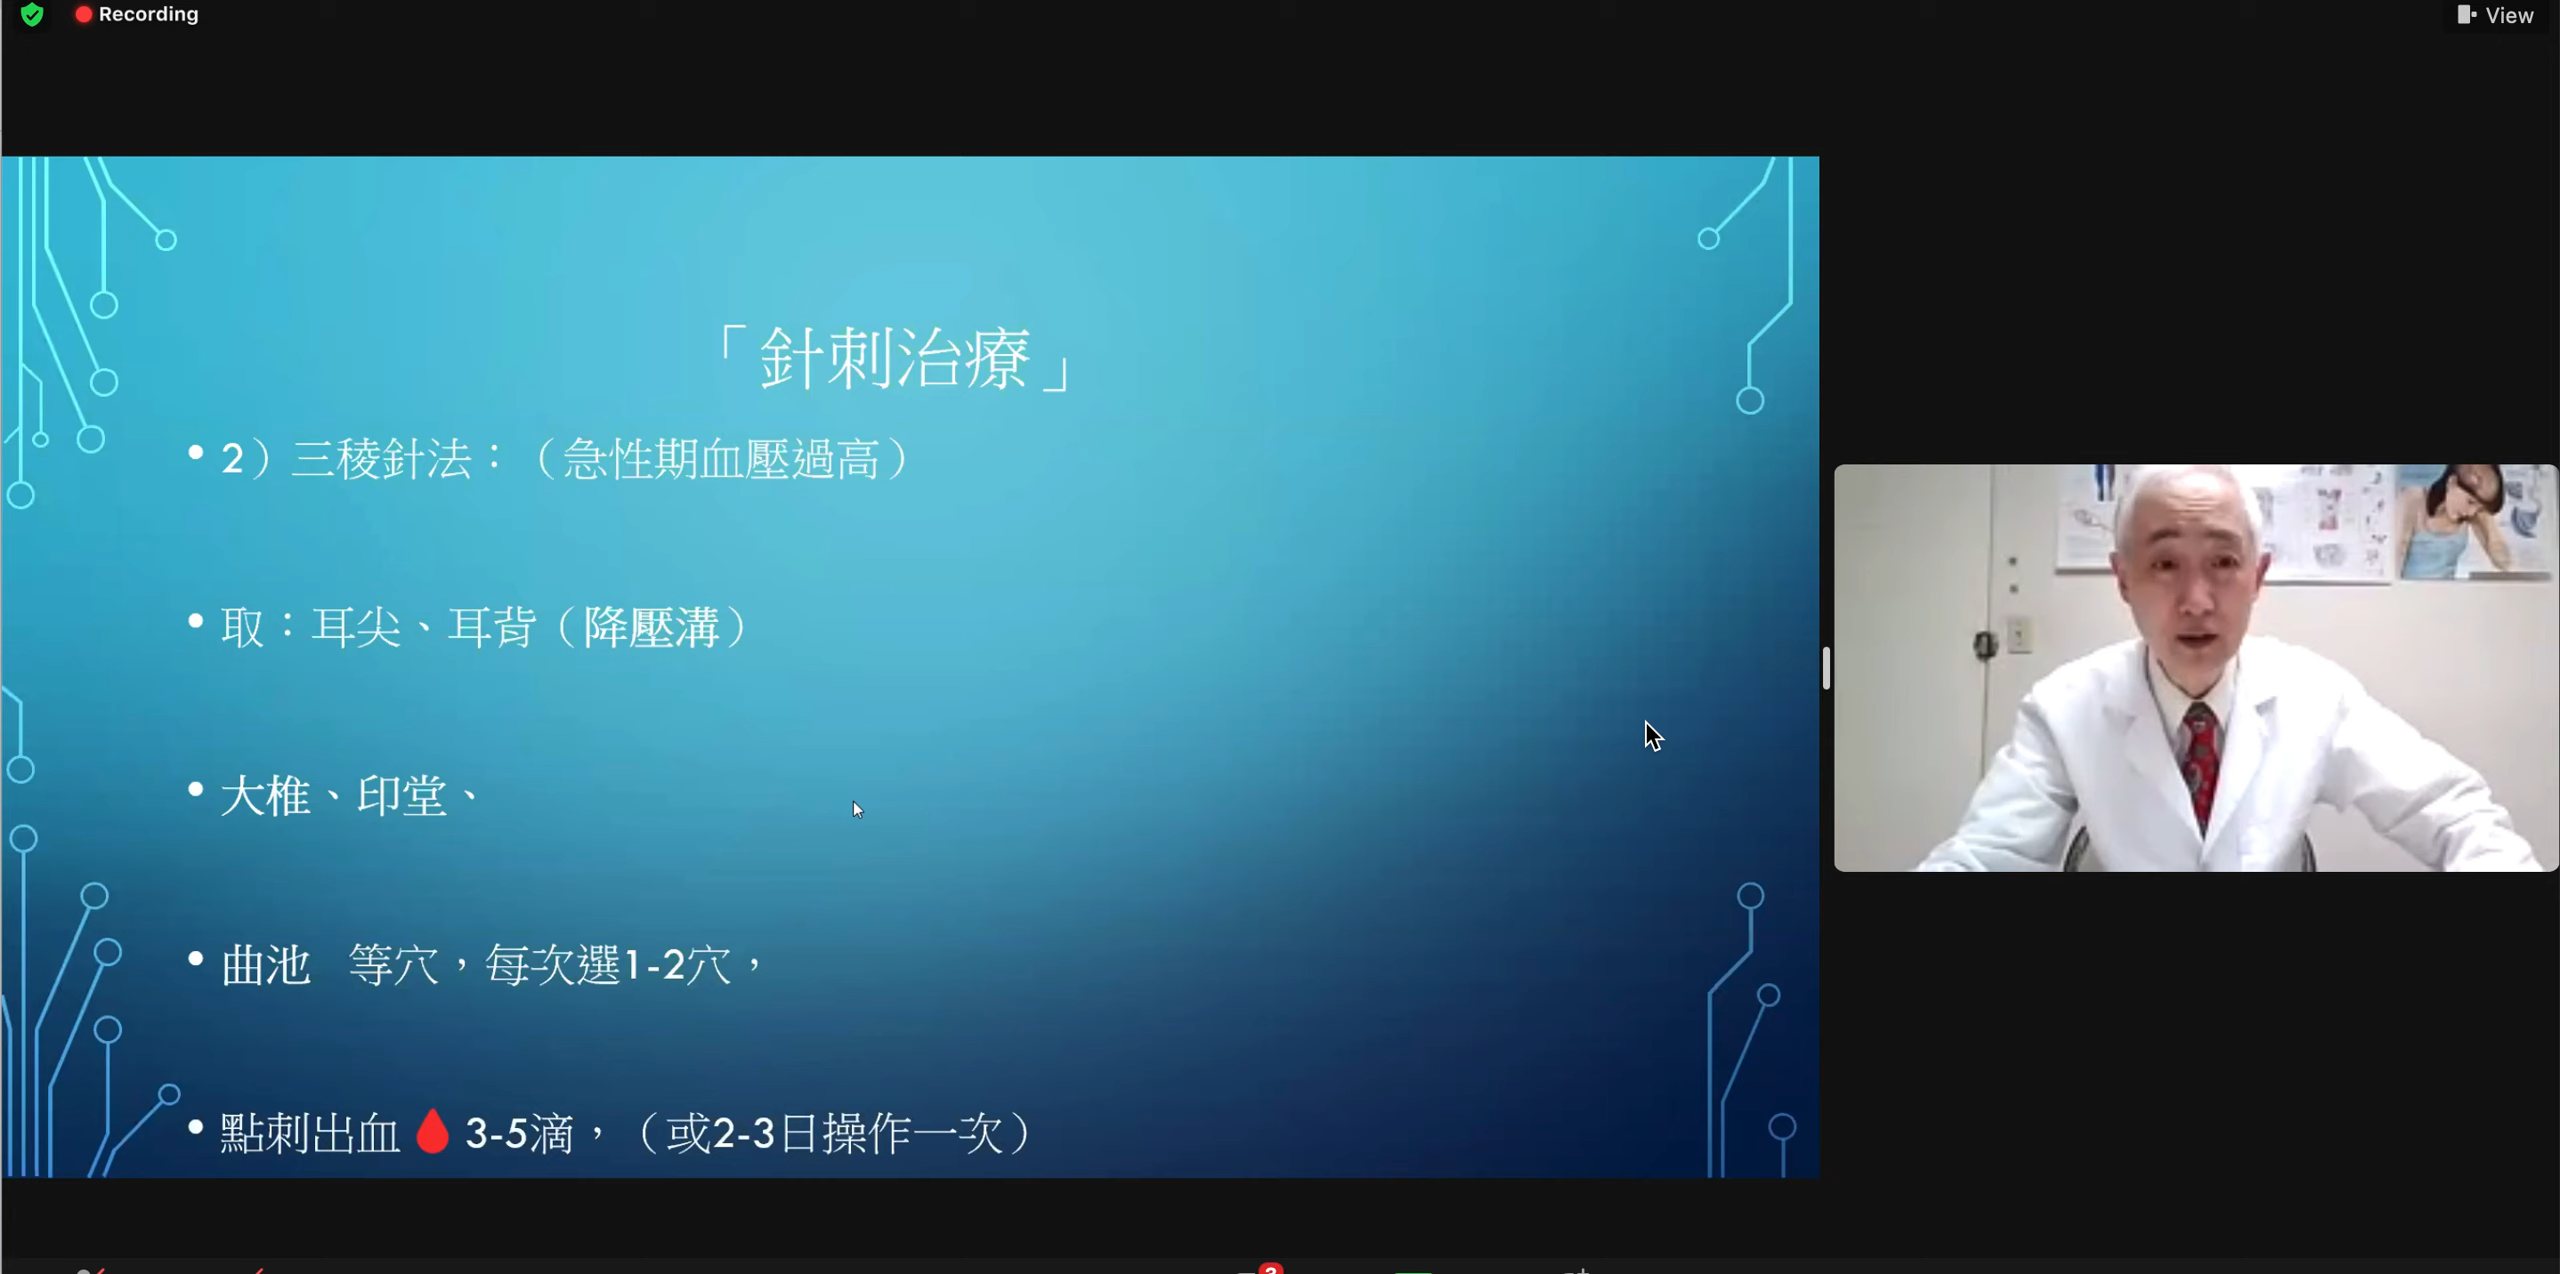 Recording
View
「針刺治療」
• 2）三稜針法：（急性期血壓過高）
• 取：耳尖、耳背（降壓溝）
• 大椎、印堂、
• 曲池 等穴，每次選1-2穴，
• 點刺出血🩸3-5滴，（或2-3日操作一次）